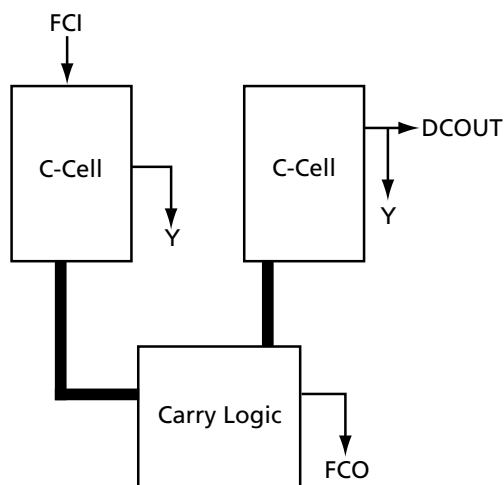 FCI
C-Cell
C-Cell
DCOUT
Y
Y
Carry Logic
FCO